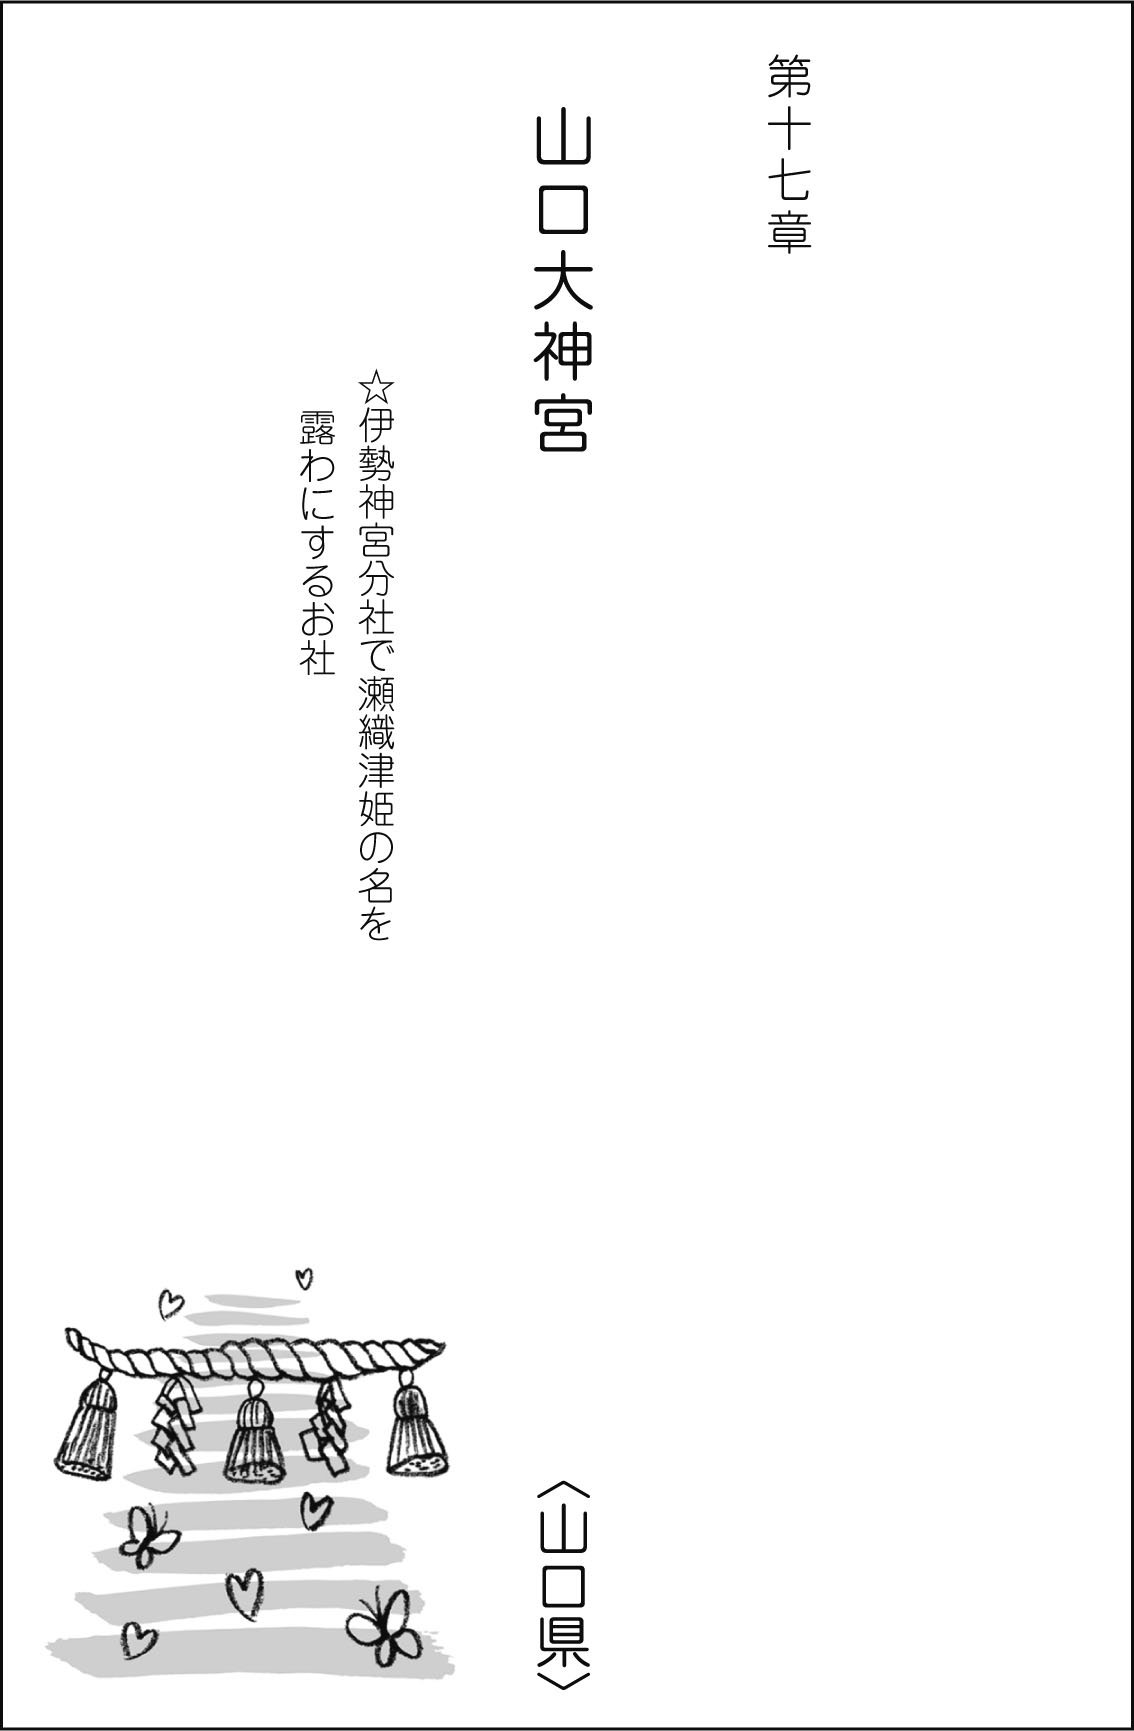 第十七章
山口大神宮
〈山口県〉
☆伊勢神宮分社で瀬織津姫の名を
露わにするお社